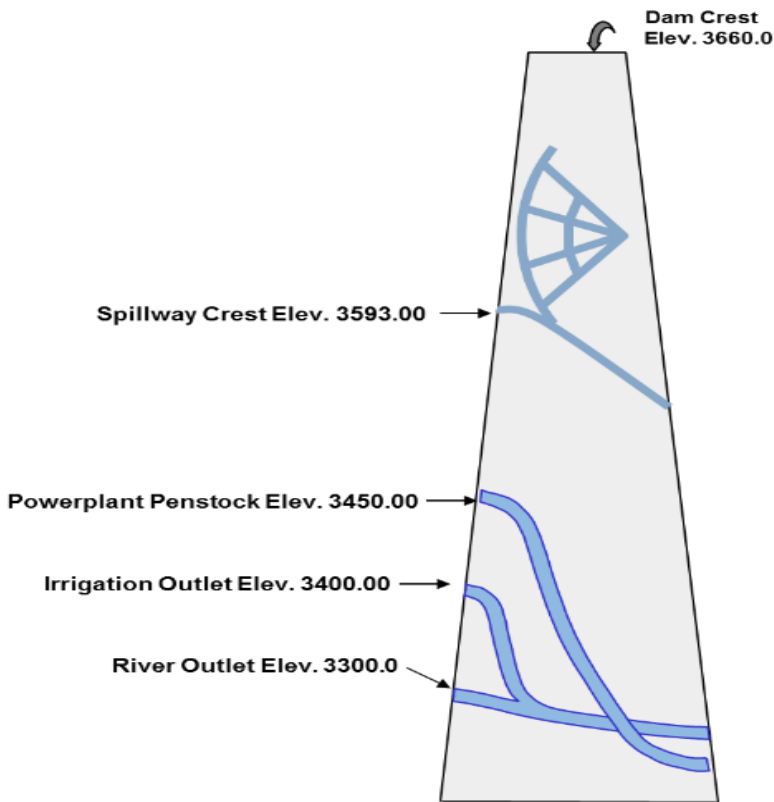 Dam Crest
Elev. 3660.0
Spillway Crest Elev. 3593.00
Powerplant Penstock Elev. 3450.00
Irrigation Outlet Elev. 3400.00
River Outlet Elev. 3300.0